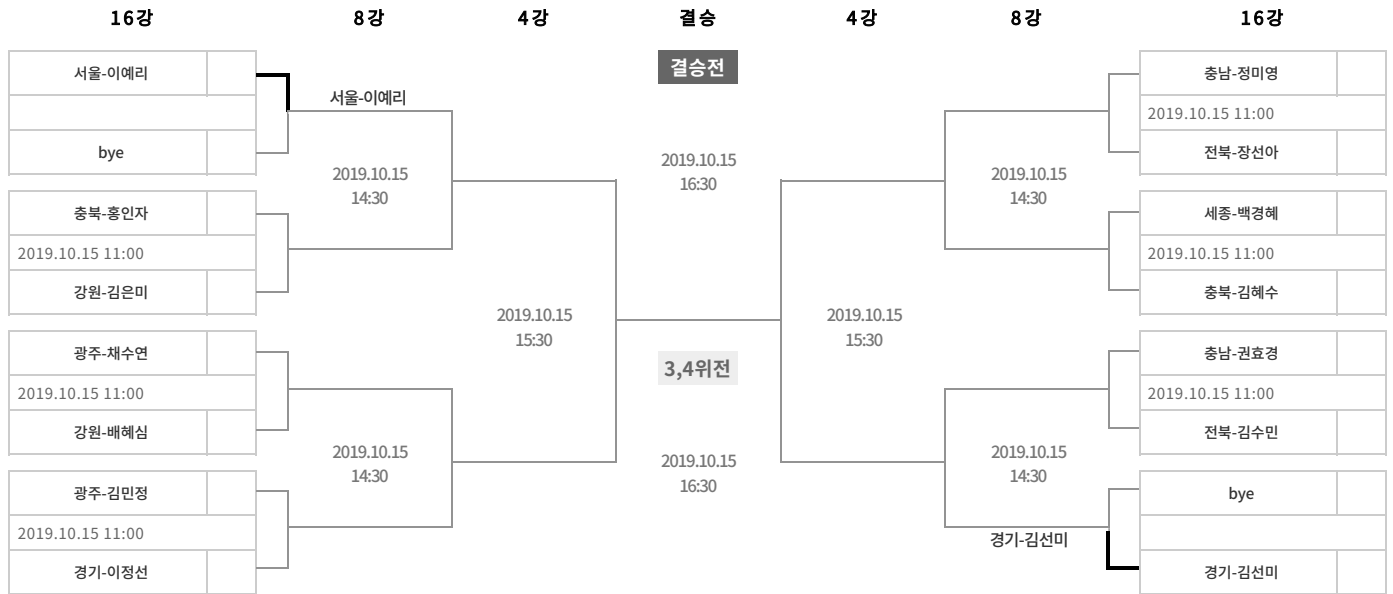 16강 8강 4강 결승 4강 8강 16강
서울-이예리
bye
서울-이예리
충북-홍인자
2019.10.15 11:00
강원-김은미
2019.10.15
14:30
광주-채수연
2019.10.15 11:00
강원-배혜심
광주-김민정
2019.10.15 11:00
경기-이정선
2019.10.15
14:30
2019.10.15
15:30
결승전
2019.10.15
16:30
3,4위전
2019.10.15
16:30
2019.10.15
15:30
2019.10.15
14:30
2019.10.15
14:30
경기-김선미
충남-정미영
2019.10.15 11:00
전북-장선아
세종-백경혜
2019.10.15 11:00
충북-김혜수
충남-권효경
2019.10.15 11:00
전북-김수민
bye
경기-김선미